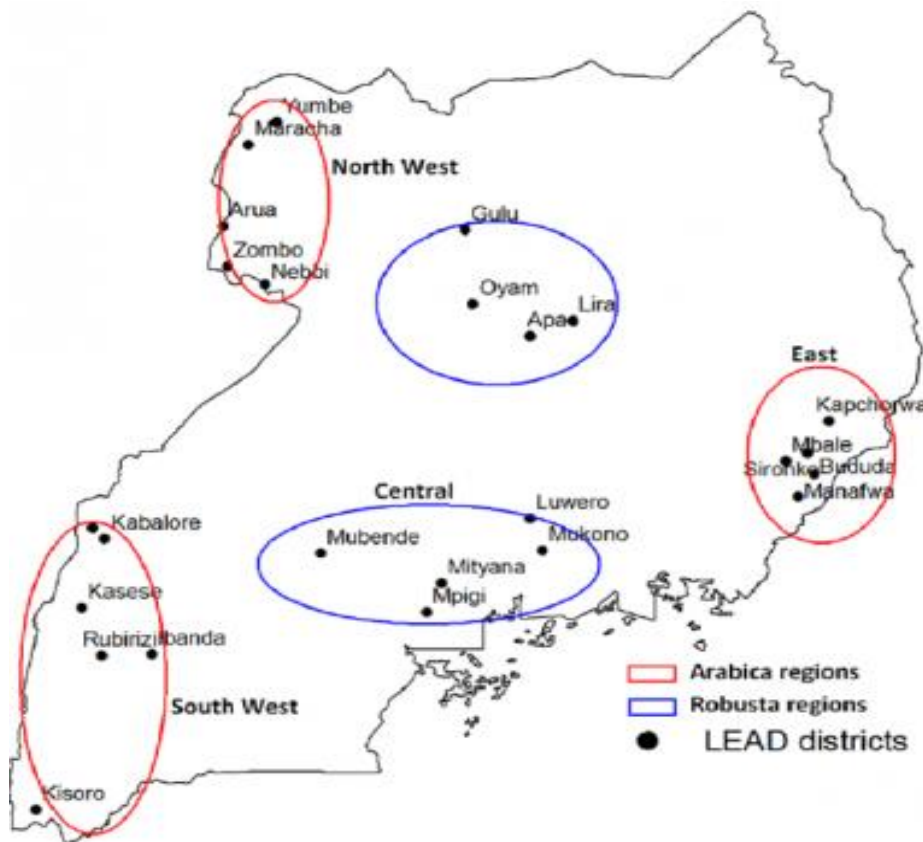 Yumbe
Maracha
North West
Arua
Zombo
Nebbi
Gulu
Oyam
Lira
Apa
East
Kapchorwa
Mbale
Sironko
Bududa
Manafwa
Central
Luwero
Mubende
Mukono
Mityana
Mpigi
Kabalore
Kasese
Rubirizi
Ibanda
South West
Kisoro
Arabica regions
Robusta regions
LEAD districts